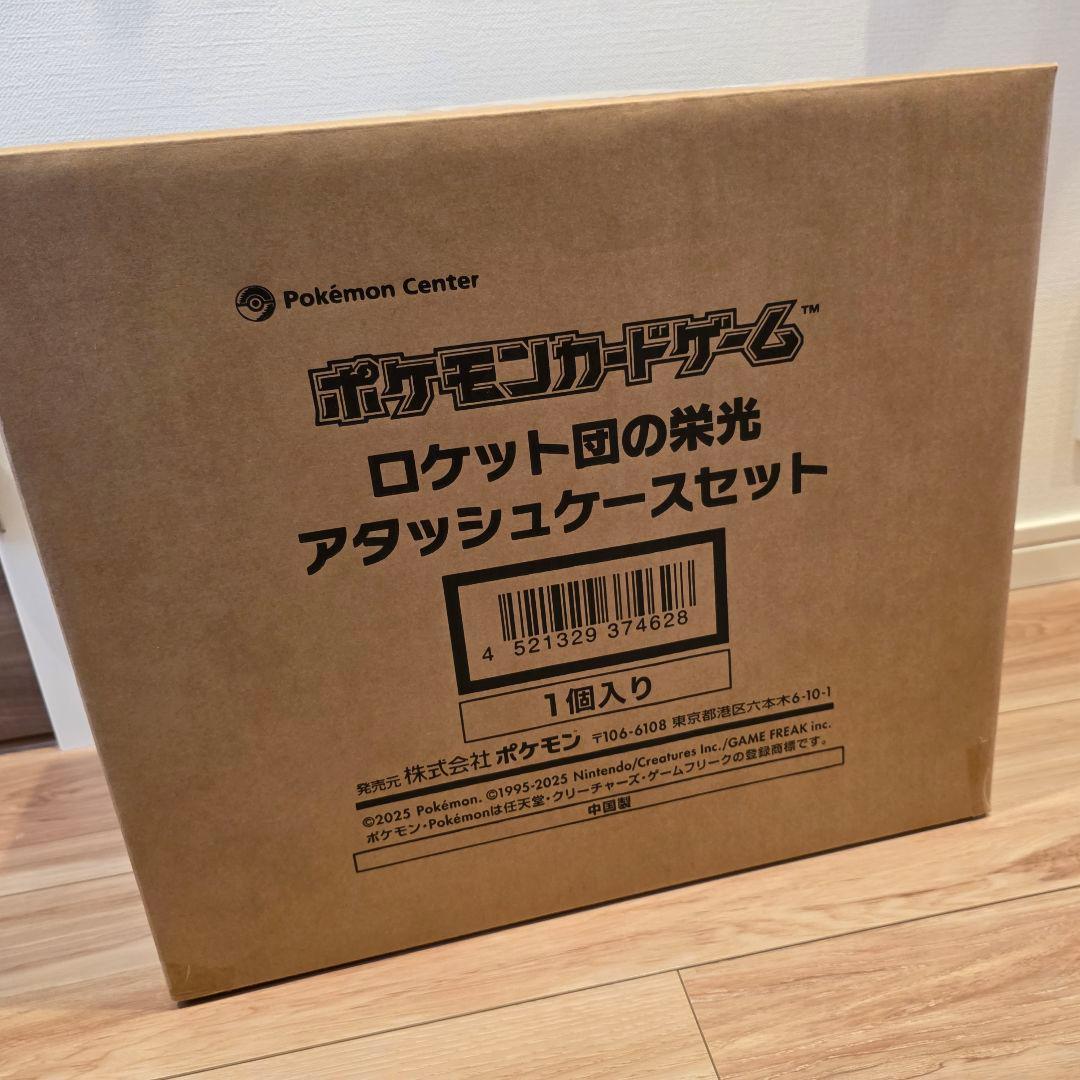 Pokémon Center
ポケモンカードゲーム™
ロケット団の栄光
アタッシュケースセット
4 521329 374628
1個入り
発売元 株式会社 ポケモン 〒106-6108 東京都港区六本木6-10-1
©2025 Pokémon. ©1995-2025 Nintendo/Creatures Inc./GAME FREAK inc.
ポケモン・Pokémonは任天堂・クリーチャーズ・ゲームフリークの登録商標です。
中国製